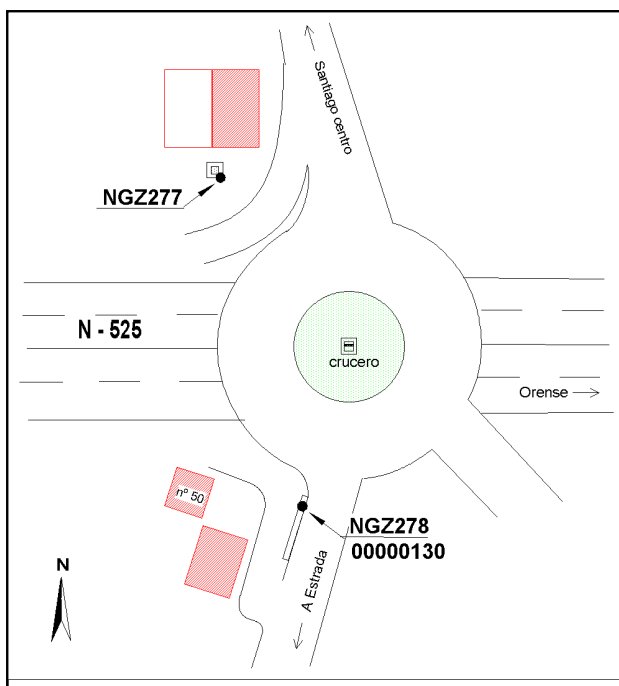 Santiago centro
NGZ277
N - 525
crucero
Orense
nº 50
NGZ278
00000130
A Estrada
N